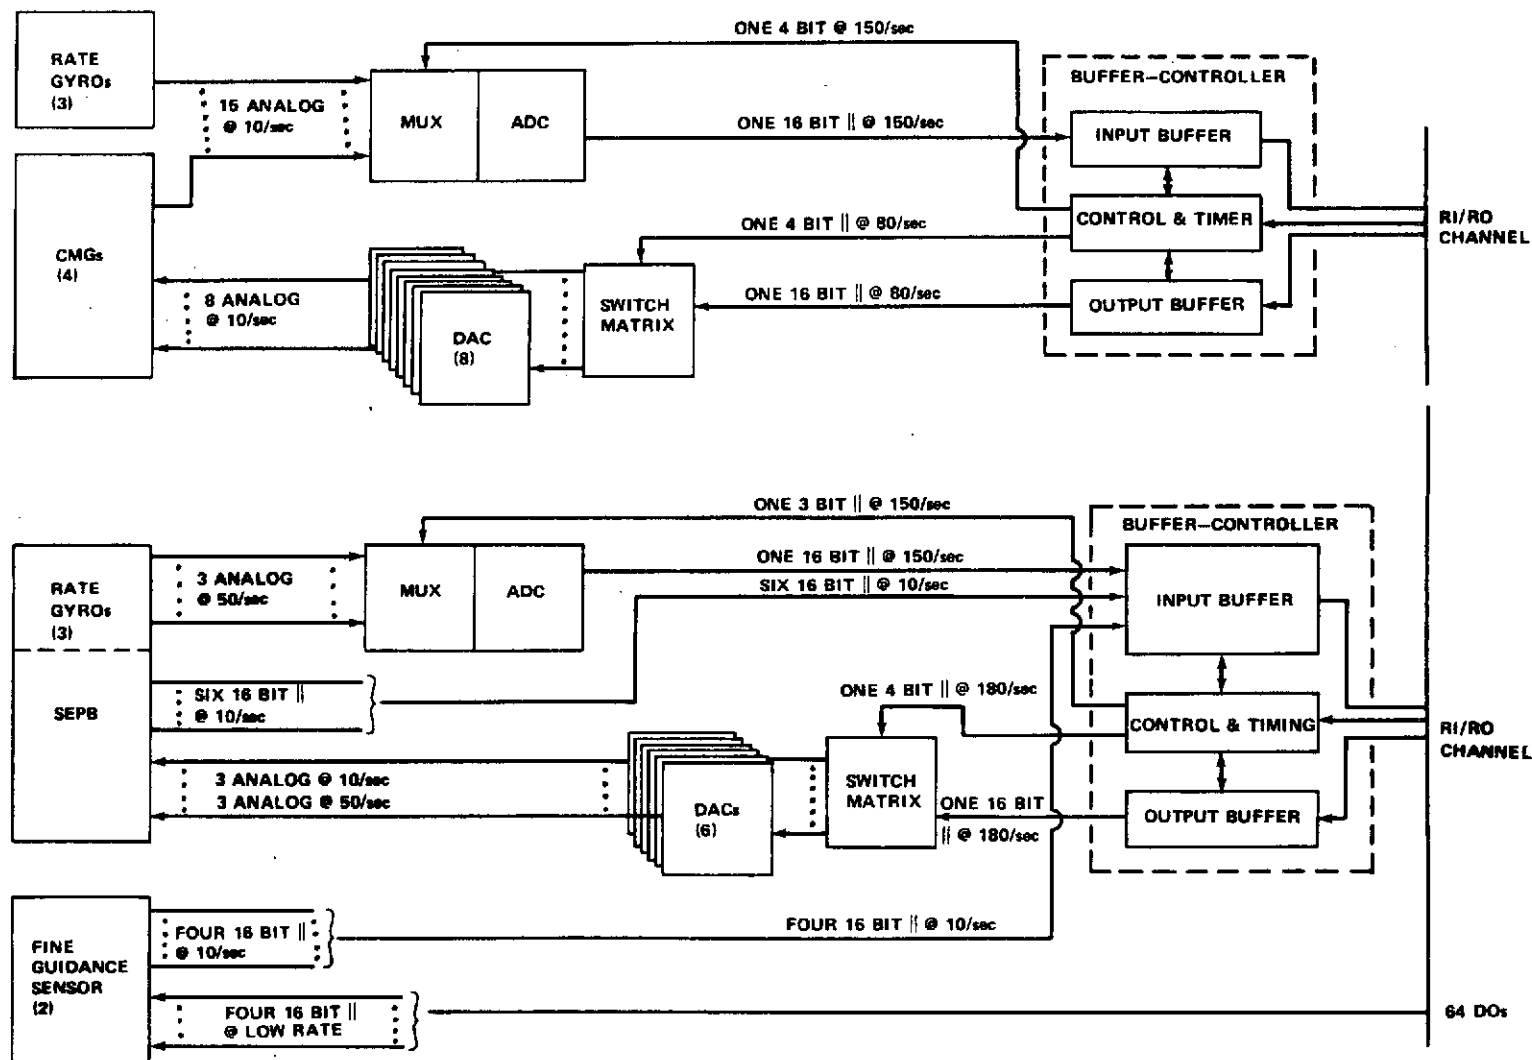 ONE 4 BIT @ 150/sec
RATE
GYROs
(3)
15 ANALOG
@ 10/sec
MUX
ADC
BUFFER-CONTROLLER
ONE 16 BIT || @ 150/sec
INPUT BUFFER
CMGs
(4)
ONE 4 BIT || @ 80/sec
CONTROL & TIMER
RI/RO
CHANNEL
8 ANALOG
@ 10/sec
DAC
(8)
SWITCH
MATRIX
ONE 16 BIT || @ 80/sec
OUTPUT BUFFER
ONE 3 BIT || @ 150/sec
BUFFER-CONTROLLER
RATE
GYROs
(3)
3 ANALOG
@ 50/sec
MUX
ADC
ONE 16 BIT || @ 150/sec
SIX 16 BIT || @ 10/sec
INPUT BUFFER
SEPB
SIX 16 BIT ||
@ 10/sec
ONE 4 BIT || @ 180/sec
CONTROL & TIMING
RI/RO
CHANNEL
3 ANALOG @ 10/sec
3 ANALOG @ 50/sec
DACs
(6)
SWITCH
MATRIX
ONE 16 BIT
|| @ 180/sec
OUTPUT BUFFER
FINE
GUIDANCE
SENSOR
(2)
FOUR 16 BIT ||
@ 10/sec
FOUR 16 BIT || @ 10/sec
FOUR 16 BIT ||
@ LOW RATE
64 DOs